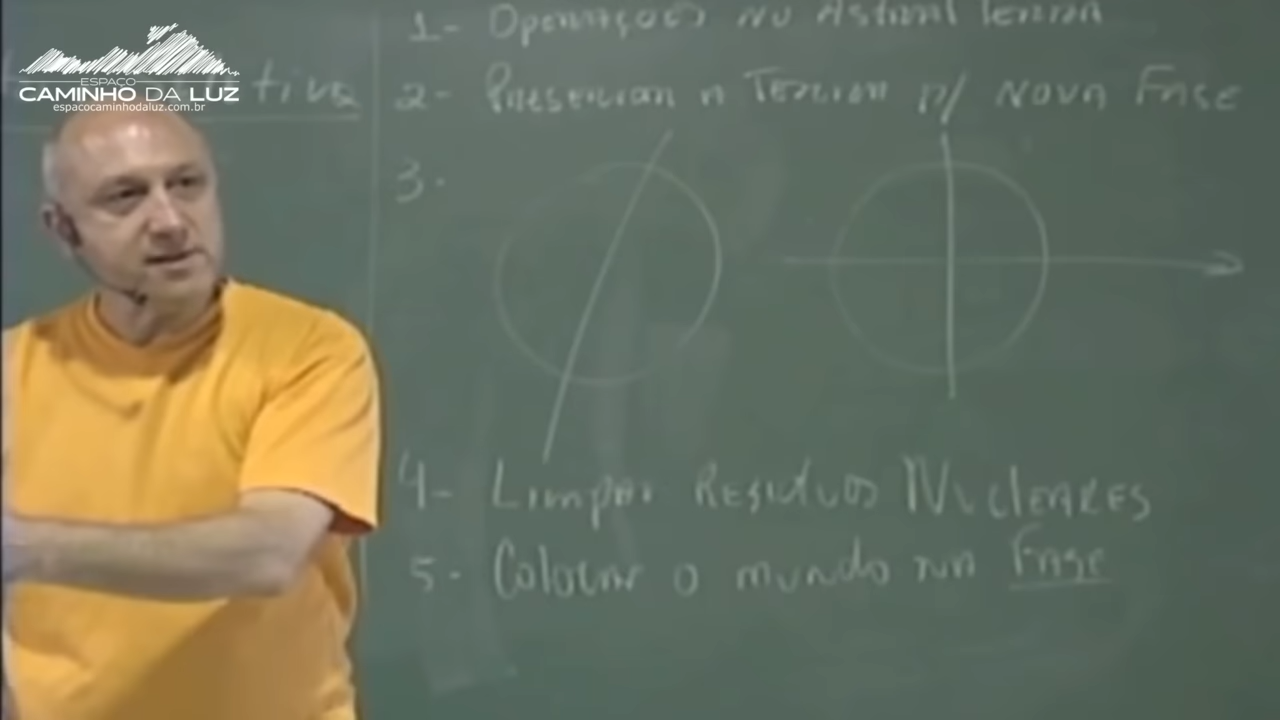 ESPAÇO
CAMINHO DA LUZ
espacocaminhodaluz.com.br
tiva
1- Operações no Astral Terra
2- Preservar a Terra p/ NOVA FASE
3.
4- Limpar Resíduos NUCLEARES
5- Colocar o mundo na Fase